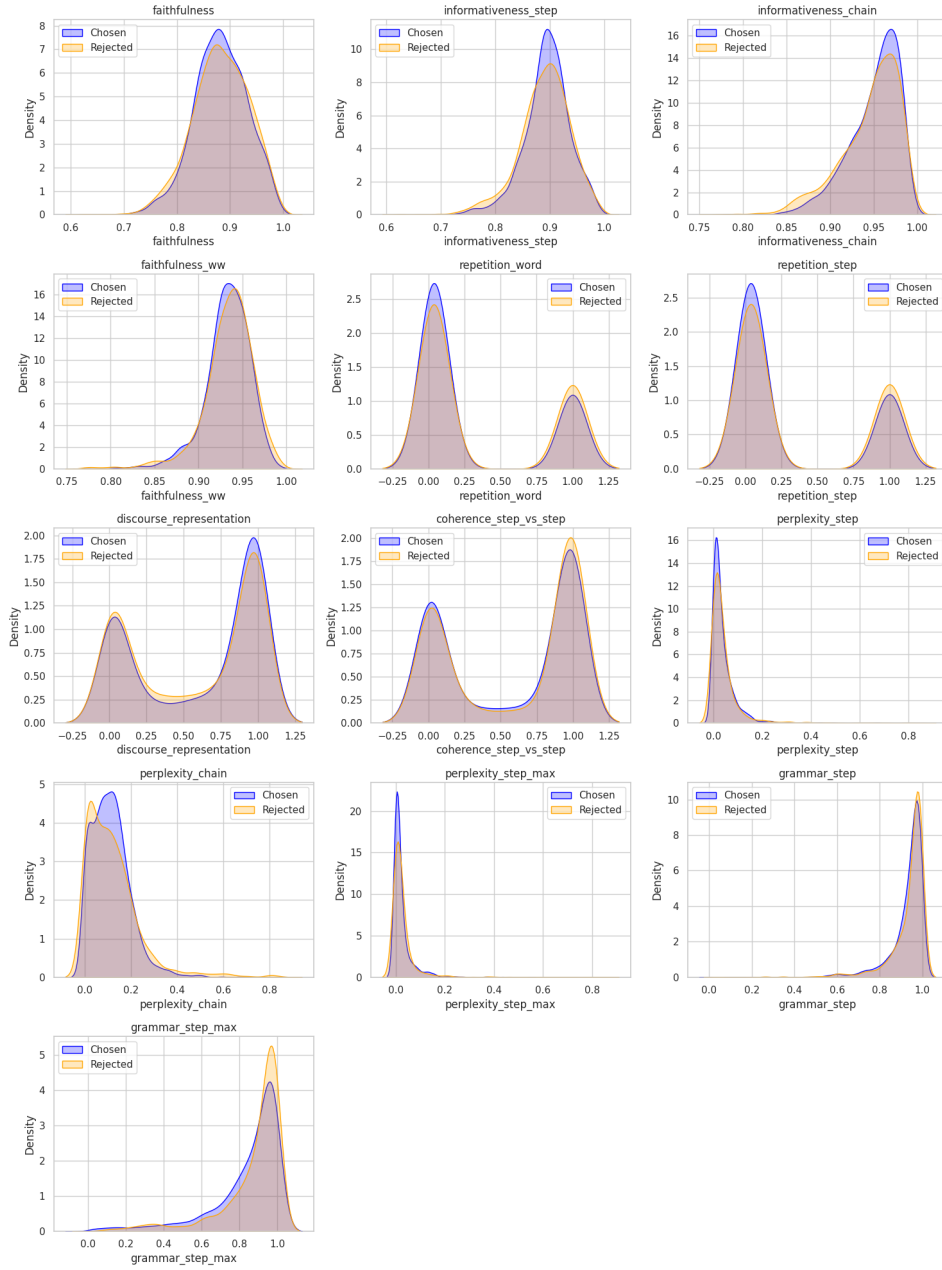 faithfulness
Chosen
Rejected
Density
0 1 2 3 4 5 6 7 8
0.6 0.7 0.8 0.9 1.0
faithfulness
informativeness_step
Chosen
Rejected
Density
0 2 4 6 8 10
0.6 0.7 0.8 0.9 1.0
informativeness_step
informativeness_chain
Chosen
Rejected
Density
0 2 4 6 8 10 12 14 16
0.75 0.80 0.85 0.90 0.95 1.00
informativeness_chain
faithfulness_ww
Chosen
Rejected
Density
0 2 4 6 8 10 12 14 16
0.75 0.80 0.85 0.90 0.95 1.00
faithfulness_ww
repetition_word
Chosen
Rejected
Density
0.0 0.5 1.0 1.5 2.0 2.5
−0.25 0.00 0.25 0.50 0.75 1.00 1.25
repetition_word
repetition_step
Chosen
Rejected
Density
0.0 0.5 1.0 1.5 2.0 2.5
−0.25 0.00 0.25 0.50 0.75 1.00 1.25
repetition_step
discourse_representation
Chosen
Rejected
Density
0.00 0.25 0.50 0.75 1.00 1.25 1.50 1.75 2.00
−0.25 0.00 0.25 0.50 0.75 1.00 1.25
discourse_representation
coherence_step_vs_step
Chosen
Rejected
Density
0.00 0.25 0.50 0.75 1.00 1.25 1.50 1.75 2.00
−0.25 0.00 0.25 0.50 0.75 1.00 1.25
coherence_step_vs_step
perplexity_step
Chosen
Rejected
Density
0 2 4 6 8 10 12 14 16
0.0 0.2 0.4 0.6 0.8
perplexity_step
perplexity_chain
Chosen
Rejected
Density
0 1 2 3 4 5
0.0 0.2 0.4 0.6 0.8
perplexity_chain
perplexity_step_max
Chosen
Rejected
Density
0 5 10 15 20
0.0 0.2 0.4 0.6 0.8
perplexity_step_max
grammar_step
Chosen
Rejected
Density
0 2 4 6 8 10
0.0 0.2 0.4 0.6 0.8 1.0
grammar_step
grammar_step_max
Chosen
Rejected
Density
0 1 2 3 4 5
0.0 0.2 0.4 0.6 0.8 1.0
grammar_step_max